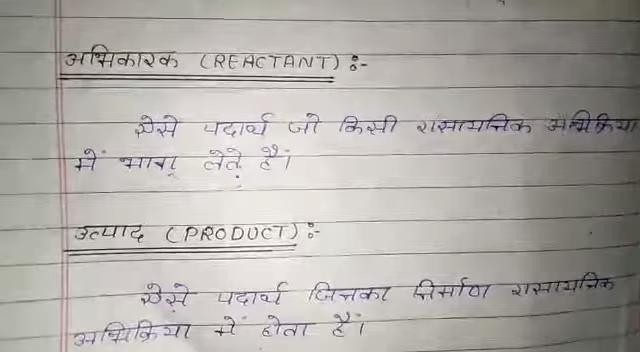 अभिकारक (REACTANT) :-
ऐसे पदार्थ जो किसी रासायनिक अभिक्रिया
में भाग लेते है।
उत्पाद (PRODUCT) :-
ऐसे पदार्थ जिनका निर्माण रासायनिक
अभिक्रिया में होता है।